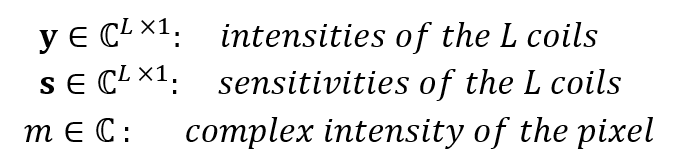 𝐲 ∈ ℂ^{L ×1}: intensities of the L coils
𝐬 ∈ ℂ^{L ×1}: sensitivities of the L coils
m ∈ ℂ : complex intensity of the pixel